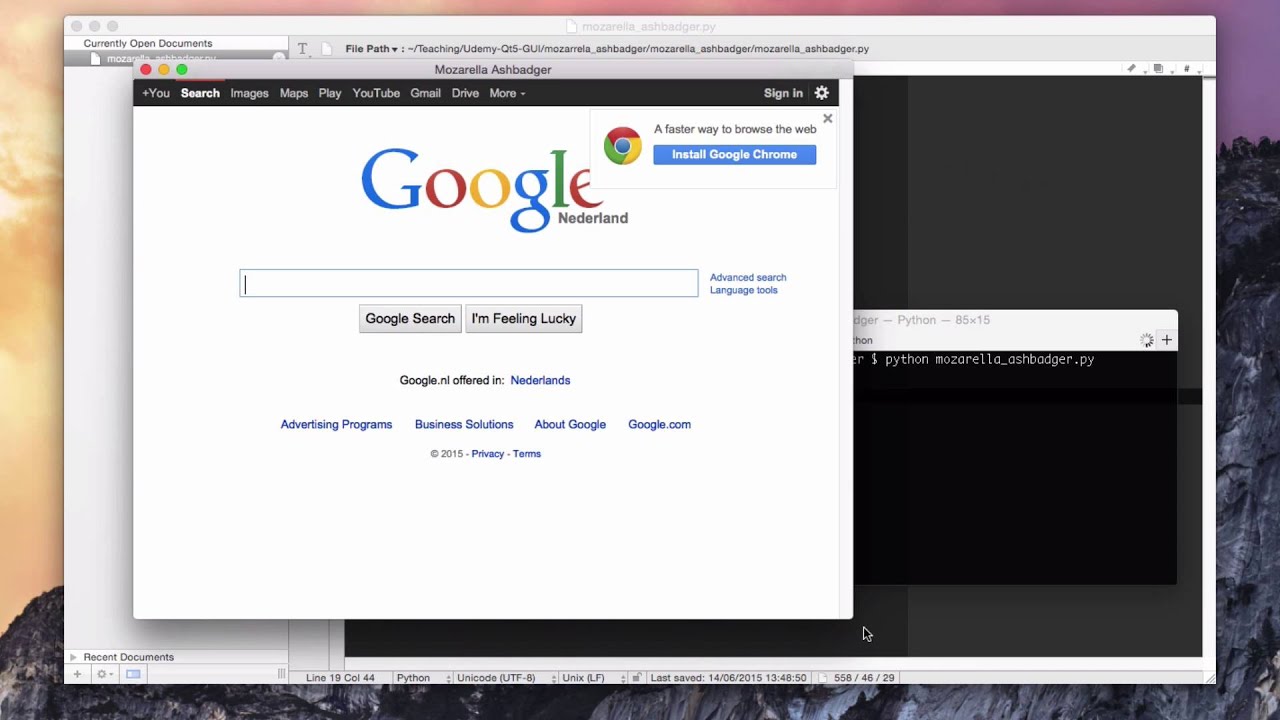 mozarella_ashbadger.py
Currently Open Documents
mozarella_ashbadger.py
File Path ▾ : ~/Teaching/Udemy-Qt5-GUI/mozarrela_ashbadger/mozarella_ashbadger/mozarella_ashbadger.py
#
Mozarella Ashbadger
+You Search Images Maps Play YouTube Gmail Drive More Sign in
A faster way to browse the web
Install Google Chrome
Google
Nederland
Advanced search
Language tools
Google Search I'm Feeling Lucky
Google.nl offered in: Nederlands
Advertising Programs Business Solutions About Google Google.com
© 2015 - Privacy - Terms
dger — Python — 85×15
thon
er $ python mozarella_ashbadger.py
Recent Documents
Line 19 Col 44 Python Unicode (UTF-8) Unix (LF) Last saved: 14/06/2015 13:48:50 558 / 46 / 29